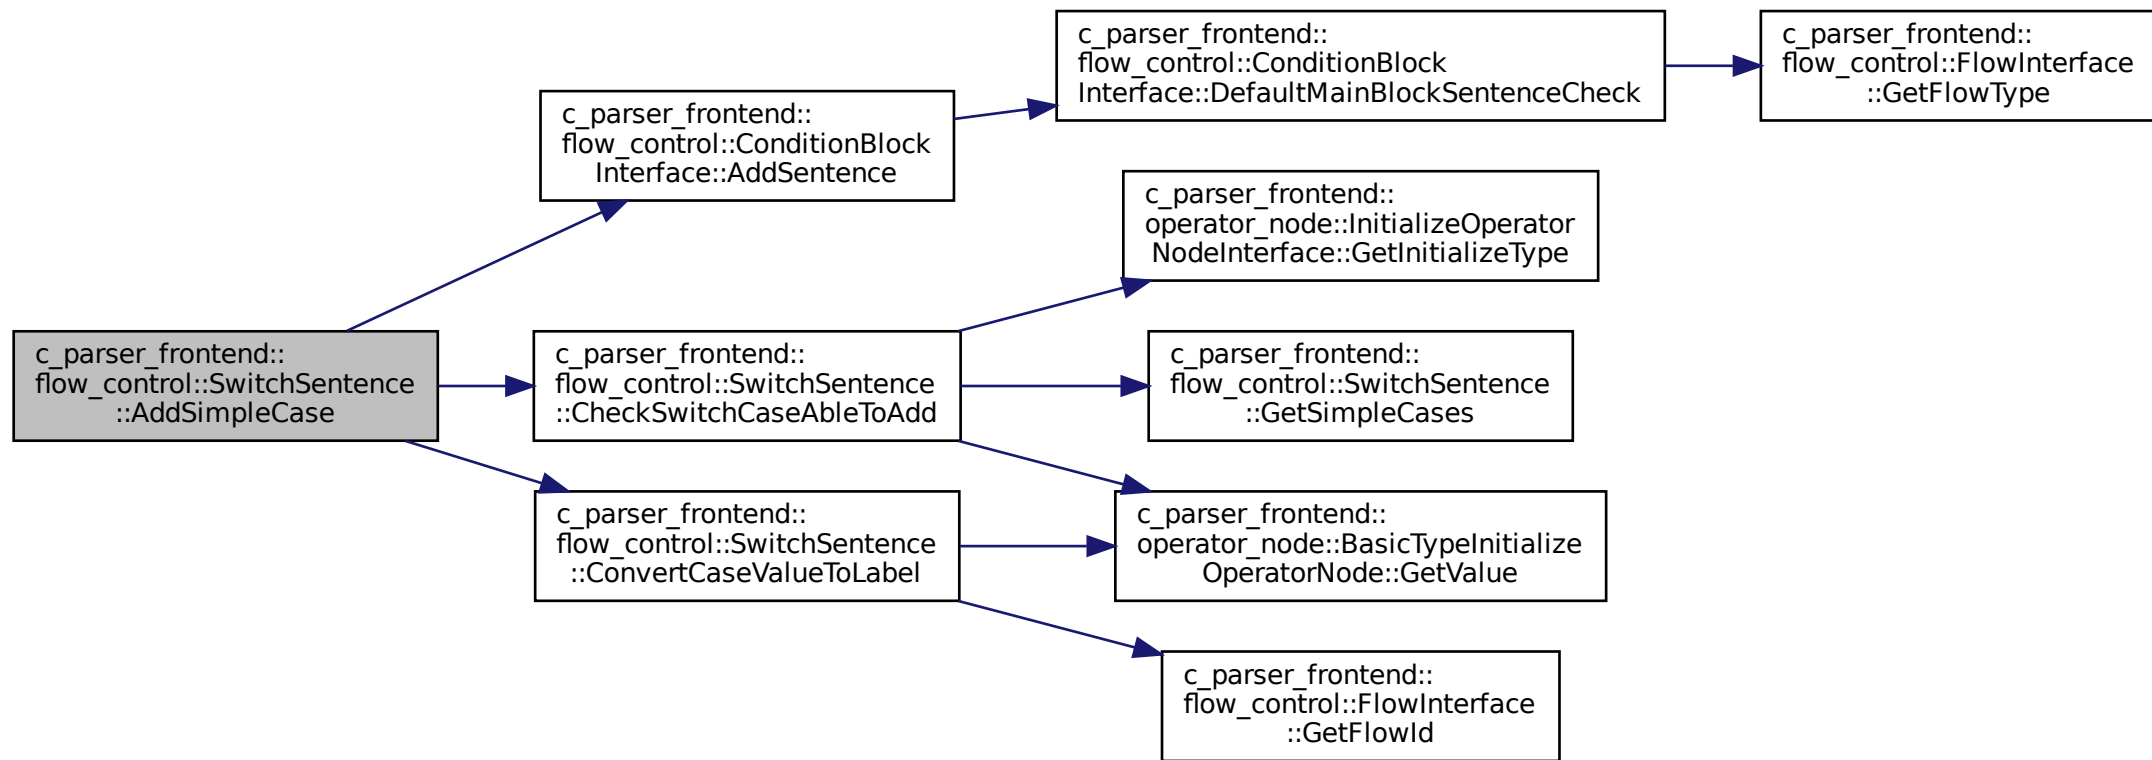 c_parser_frontend::
flow_control::SwitchSentence
::AddSimpleCase
c_parser_frontend::
flow_control::ConditionBlock
Interface::AddSentence
c_parser_frontend::
flow_control::ConditionBlock
Interface::DefaultMainBlockSentenceCheck
c_parser_frontend::
flow_control::FlowInterface
::GetFlowType
c_parser_frontend::
flow_control::SwitchSentence
::CheckSwitchCaseAbleToAdd
c_parser_frontend::
operator_node::InitializeOperator
NodeInterface::GetInitializeType
c_parser_frontend::
flow_control::SwitchSentence
::GetSimpleCases
c_parser_frontend::
operator_node::BasicTypeInitialize
OperatorNode::GetValue
c_parser_frontend::
flow_control::SwitchSentence
::ConvertCaseValueToLabel
c_parser_frontend::
flow_control::FlowInterface
::GetFlowId